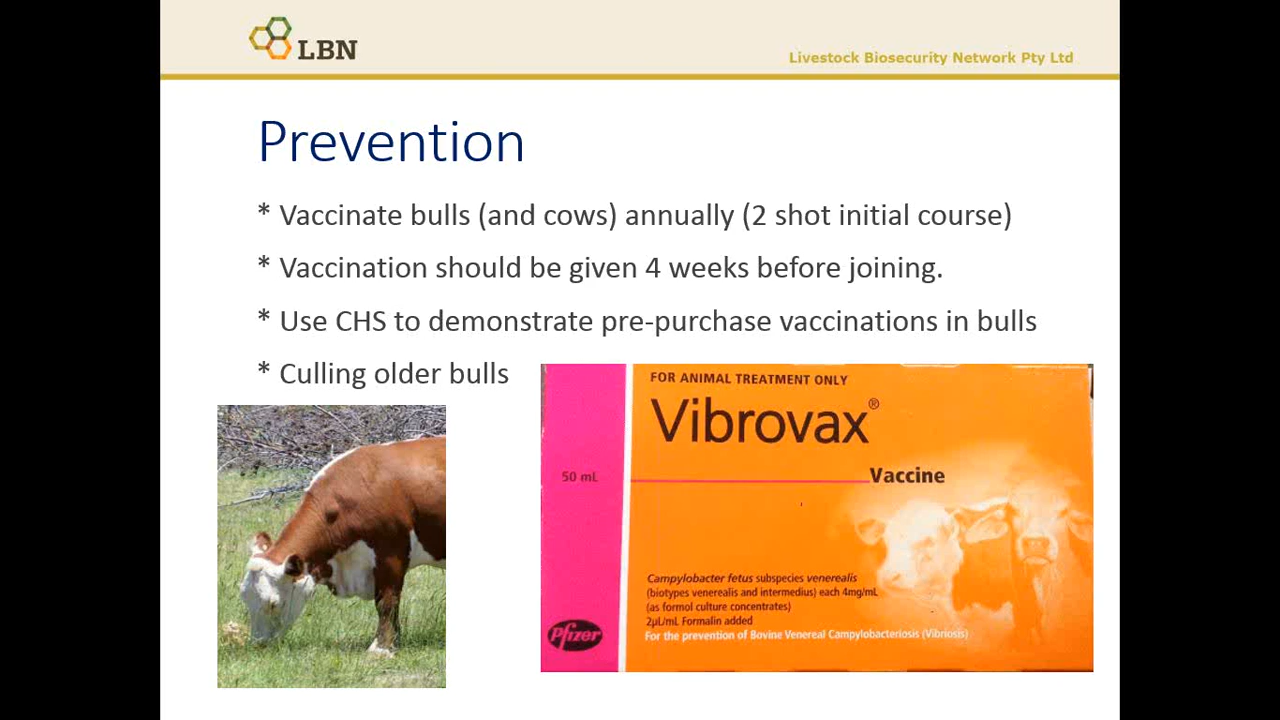 LBN
Livestock Biosecurity Network Pty Ltd
Prevention
* Vaccinate bulls (and cows) annually (2 shot initial course)
* Vaccination should be given 4 weeks before joining.
* Use CHS to demonstrate pre-purchase vaccinations in bulls
* Culling older bulls
FOR ANIMAL TREATMENT ONLY
Vibrovax®
50 mL
Vaccine
Campylobacter fetus subspecies venerealis
(biotypes venerealis and intermedius) each 4mg/mL
(as formol culture concentrates)
2µL/mL Formalin added
For the prevention of Bovine Venereal Campylobacteriosis (Vibriosis)
Pfizer